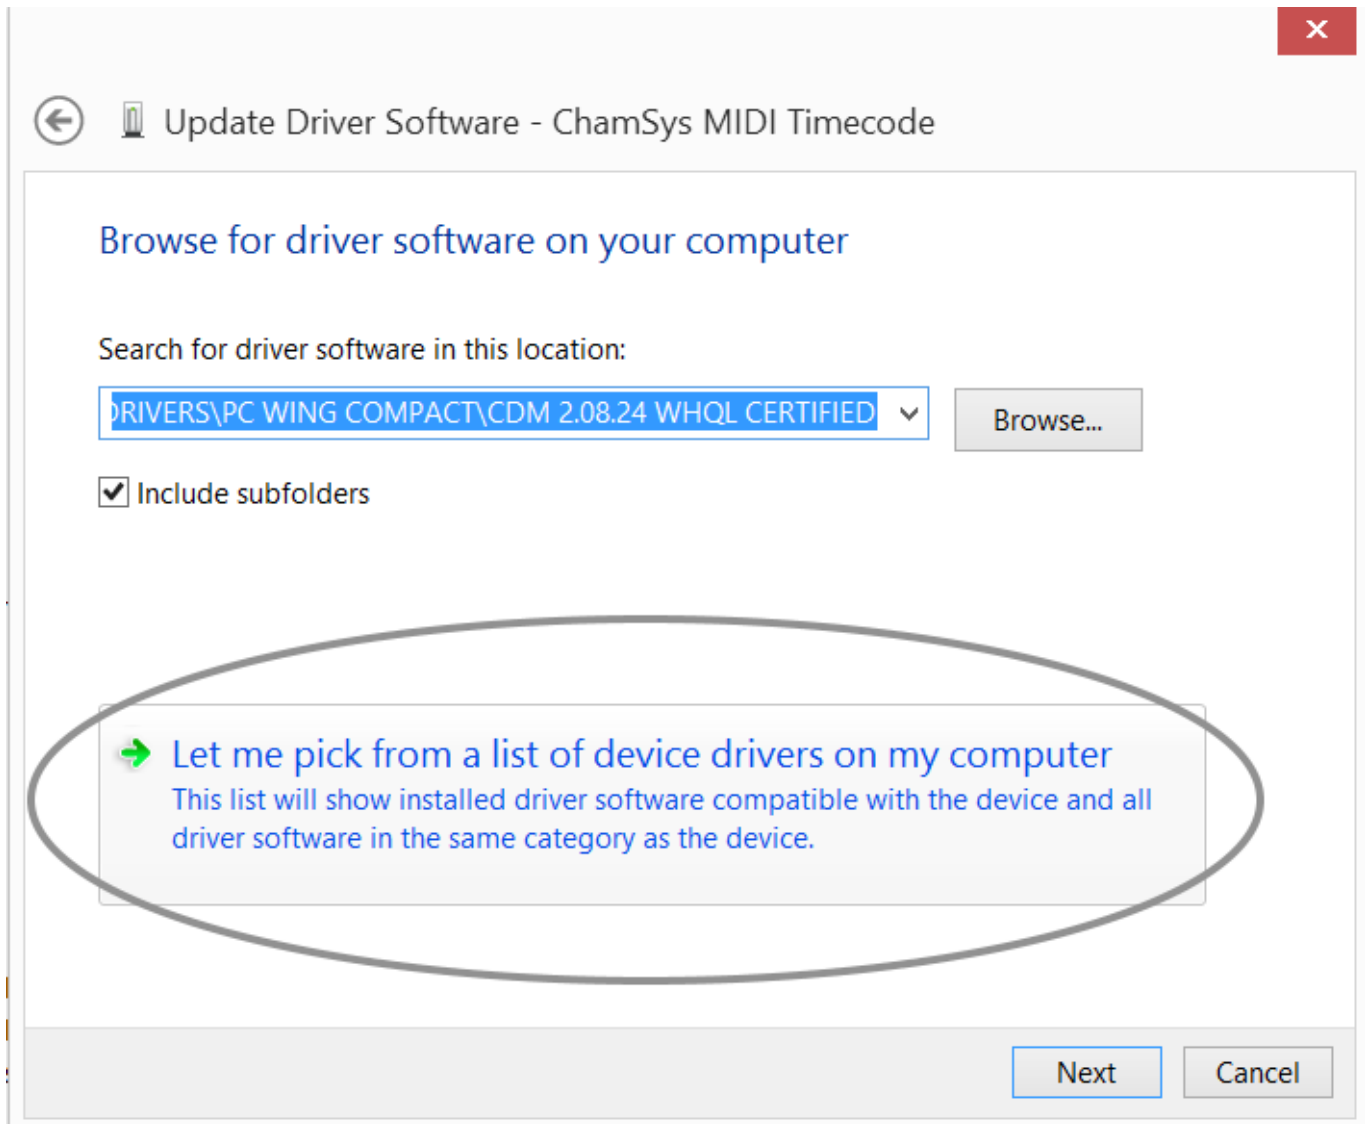 Update Driver Software - ChamSys MIDI Timecode
Browse for driver software on your computer
Search for driver software in this location:
DRIVERS\PC WING COMPACT\CDM 2.08.24 WHQL CERTIFIED
Browse...
Include subfolders
Let me pick from a list of device drivers on my computer
This list will show installed driver software compatible with the device and all
driver software in the same category as the device.
Next
Cancel